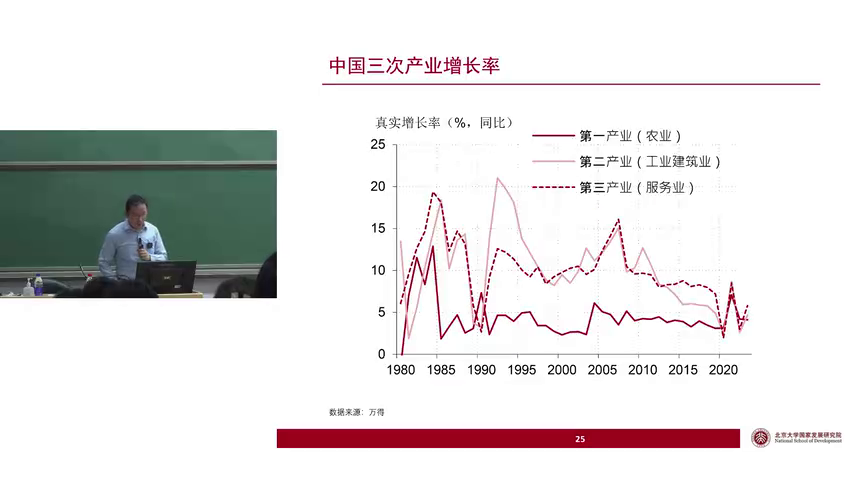 中国三次产业增长率
真实增长率（%，同比）
第一产业（农业）
第二产业（工业建筑业）
第三产业（服务业）
25
20
15
10
5
0
1980 1985 1990 1995 2000 2005 2010 2015 2020
数据来源：万得
25
北京大学国家发展研究院
National School of Development